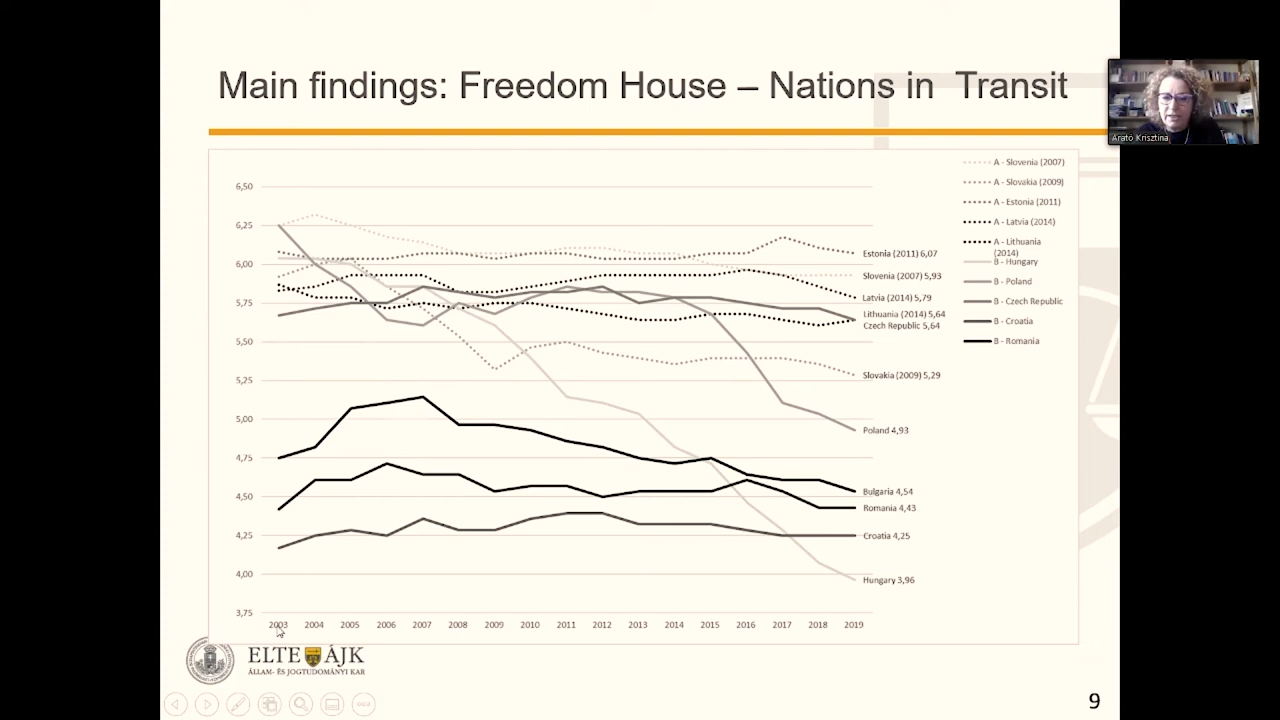 Main findings: Freedom House – Nations in Transit
Arató Krisztina
A - Slovenia (2007)
A - Slovakia (2009)
A - Estonia (2011)
A - Latvia (2014)
A - Lithuania
(2014)
B - Hungary
B - Poland
B - Czech Republic
B - Croatia
B - Romania
6,50
6,25
6,00
5,75
5,50
5,25
5,00
4,75
4,50
4,25
4,00
3,75
Estonia (2011) 6,07
Slovenia (2007) 5,93
Latvia (2014) 5,79
Lithuania (2014) 5,64
Czech Republic 5,64
Slovakia (2009) 5,29
Poland 4,93
Bulgaria 4,54
Romania 4,43
Croatia 4,25
Hungary 3,96
2003 2004 2005 2006 2007 2008 2009 2010 2011 2012 2013 2014 2015 2016 2017 2018 2019
ELTE ÁJK
ÁLLAM- ÉS JOGTUDOMÁNYI KAR
9